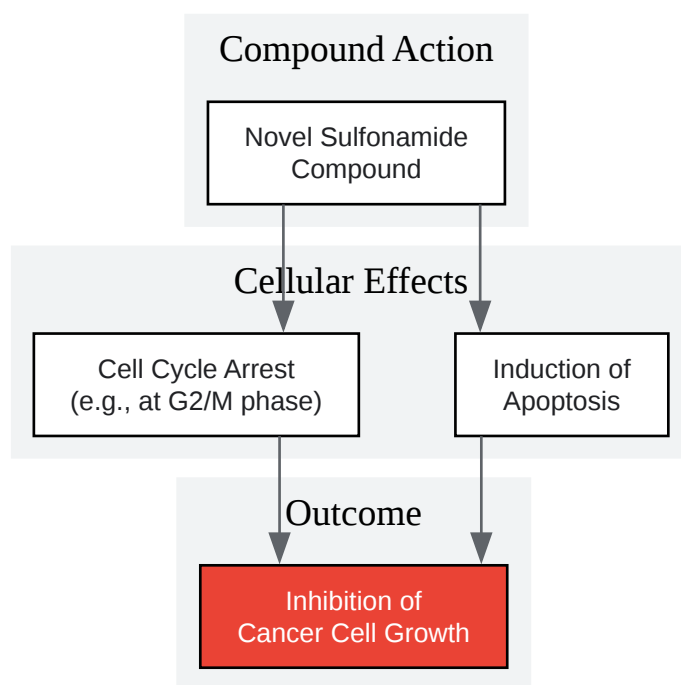 Compound Action
Novel Sulfonamide
Compound
Cellular Effects
Cell Cycle Arrest
(e.g., at G2/M phase)
Induction of
Apoptosis
Outcome
Inhibition of
Cancer Cell Growth